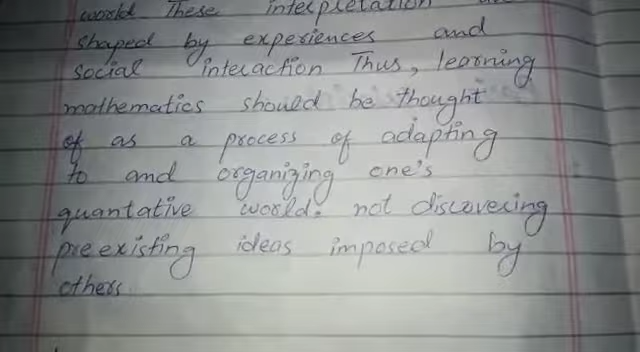 world These interpretation
shaped by experiences and
social interaction Thus, learning
mathematics should be thought
of as a process of adapting
to and organizing one's
quantative world. not discovering
preexisting ideas imposed by
others